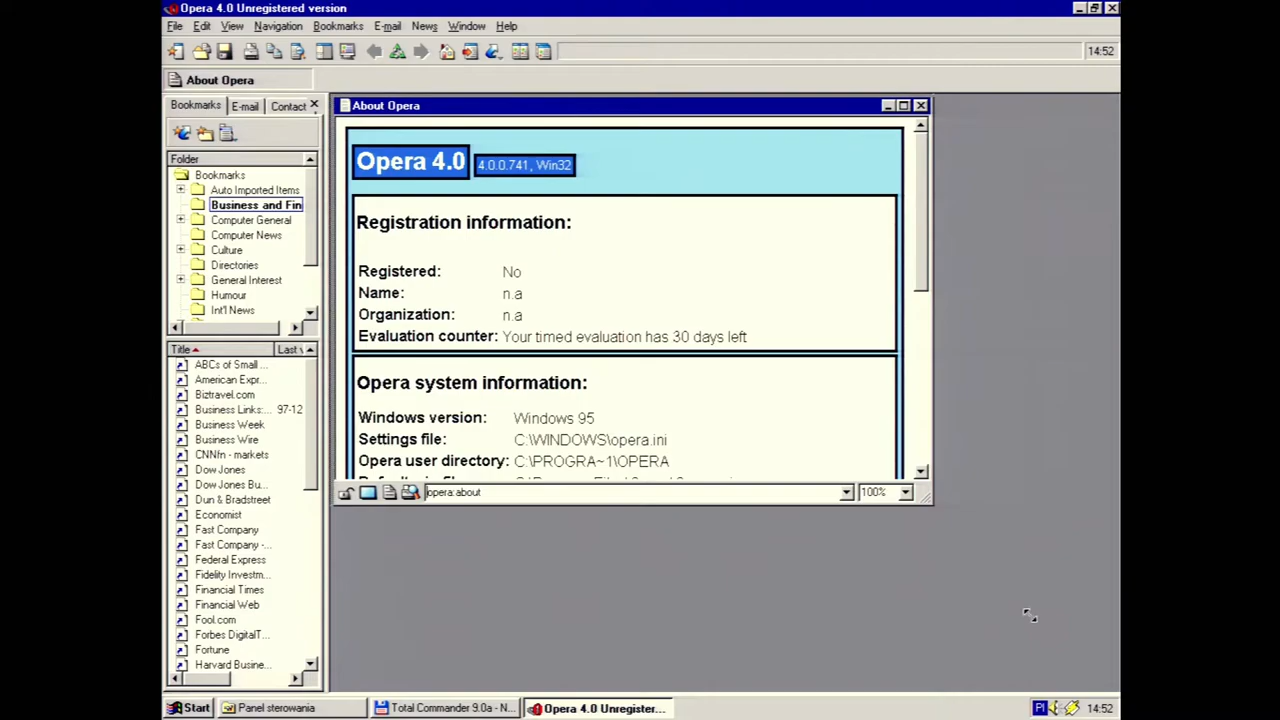 Opera 4.0 Unregistered version
File Edit View Navigation Bookmarks E-mail News Window Help
14:52
About Opera
Bookmarks E-mail Contact
Folder
Bookmarks
Auto Imported Items
Business and Fin
Computer General
Computer News
Culture
Directories
General Interest
Humour
Int'l News
Title Last v
ABCs of Small ...
American Expr...
Biztravel.com
Business Links:... 97-12
Business Week
Business Wire
CNNfn - markets
Dow Jones
Dow Jones Bu...
Dun & Bradstreet
Economist
Fast Company
Fast Company -...
Federal Express
Fidelity Investm...
Financial Times
Financial Web
Fool.com
Forbes DigitalT...
Fortune
Harvard Busine...
About Opera
Opera 4.0 4.0.0.741, Win32
Registration information:
Registered: No
Name: n.a
Organization: n.a
Evaluation counter: Your timed evaluation has 30 days left
Opera system information:
Windows version: Windows 95
Settings file: C:\WINDOWS\opera.ini
Opera user directory: C:\PROGRA~1\OPERA
opera:about 100%
Start Panel sterowania Total Commander 9.0a - N... Opera 4.0 Unregister... Pl 14:52